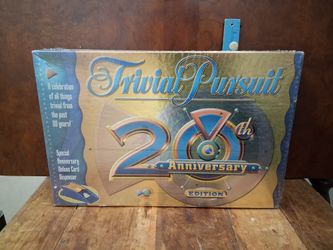 Trivial Pursuit
A celebration
of all things
trivial from
the past
20 years!
Special
Anniversary
Deluxe Card
Dispenser
20th
Anniversary
EDITION